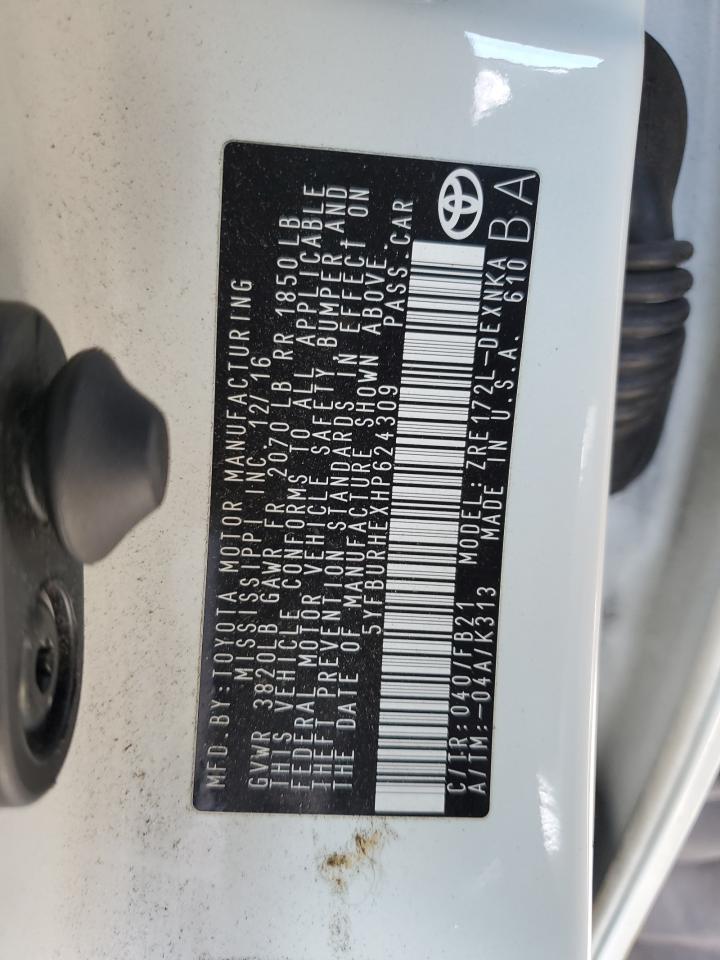 MFD.BY:TOYOTA MOTOR MANUFACTURING
MISSISSIPPI INC. 12/16
GVWR 3820LB GAWR FR 2070 LB RR 1850 LB
THIS VEHICLE CONFORMS TO ALL APPLICABLE
FEDERAL MOTOR VEHICLE SAFETY, BUMPER AND
THEFT PREVENTION STANDARDS IN EFFECT ON
THE DATE OF MANUFACTURE SHOWN ABOVE.
5YFBURHEXHP624309 PASS.CAR
C/TR: 040/FB21 MODEL: ZRE172L-DEXNKA
A/TM:-04A/K313 MADE IN U.S.A. 610 BA